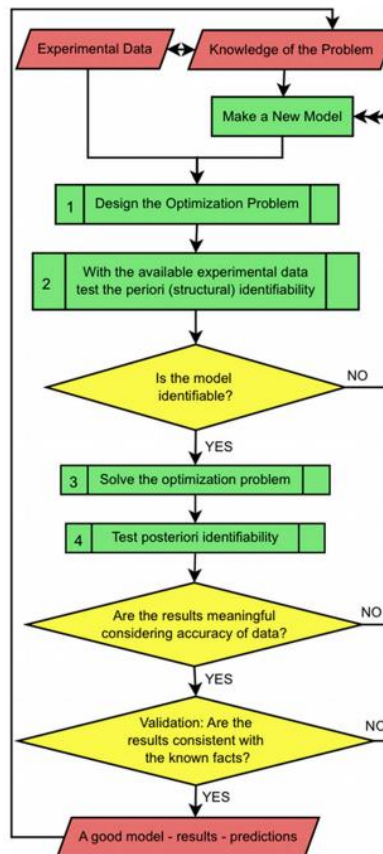 Experimental Data
Knowledge of the Problem
Make a New Model
1
Design the Optimization Problem
2
With the available experimental data
test the periori (structural) identifiability
Is the model
identifiable?
NO
YES
3
Solve the optimization problem
4
Test posteriori identifiability
Are the results meaningful
considering accuracy of data?
NO
YES
Validation: Are the
results consistent with
the known facts?
NO
YES
A good model - results - predictions